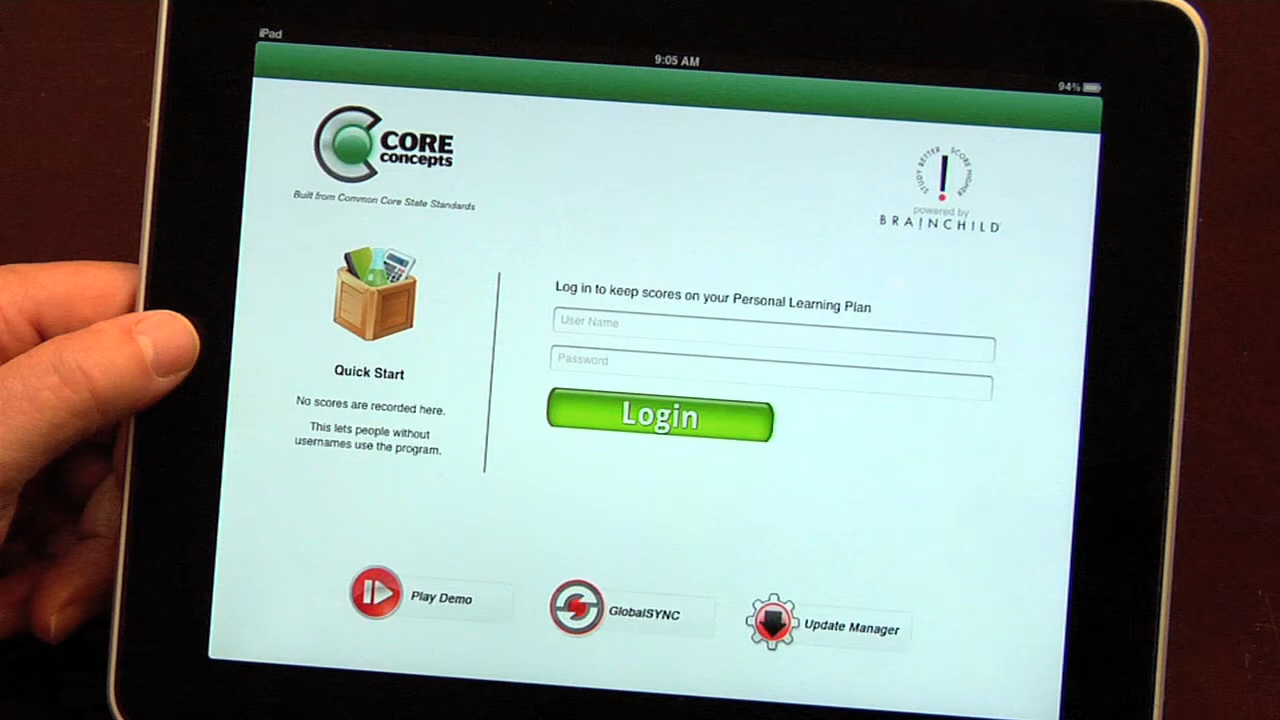 iPad
9:05 AM
94%
CORE
concepts
Built from Common Core State Standards
STUDY BETTER SCORE HIGHER
powered by
BRA!NCHILD
Log in to keep scores on your Personal Learning Plan
User Name
Password
Login
Quick Start
No scores are recorded here.
This lets people without
usernames use the program.
Play Demo
GlobalSYNC
Update Manager